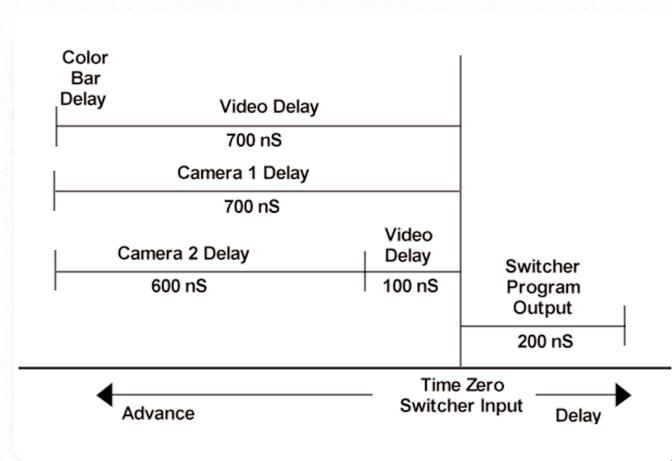 Color
Bar
Delay
Video Delay
700 nS
Camera 1 Delay
700 nS
Camera 2 Delay
600 nS
Video
Delay
100 nS
Switcher
Program
Output
200 nS
Time Zero
Switcher Input
Advance
Delay